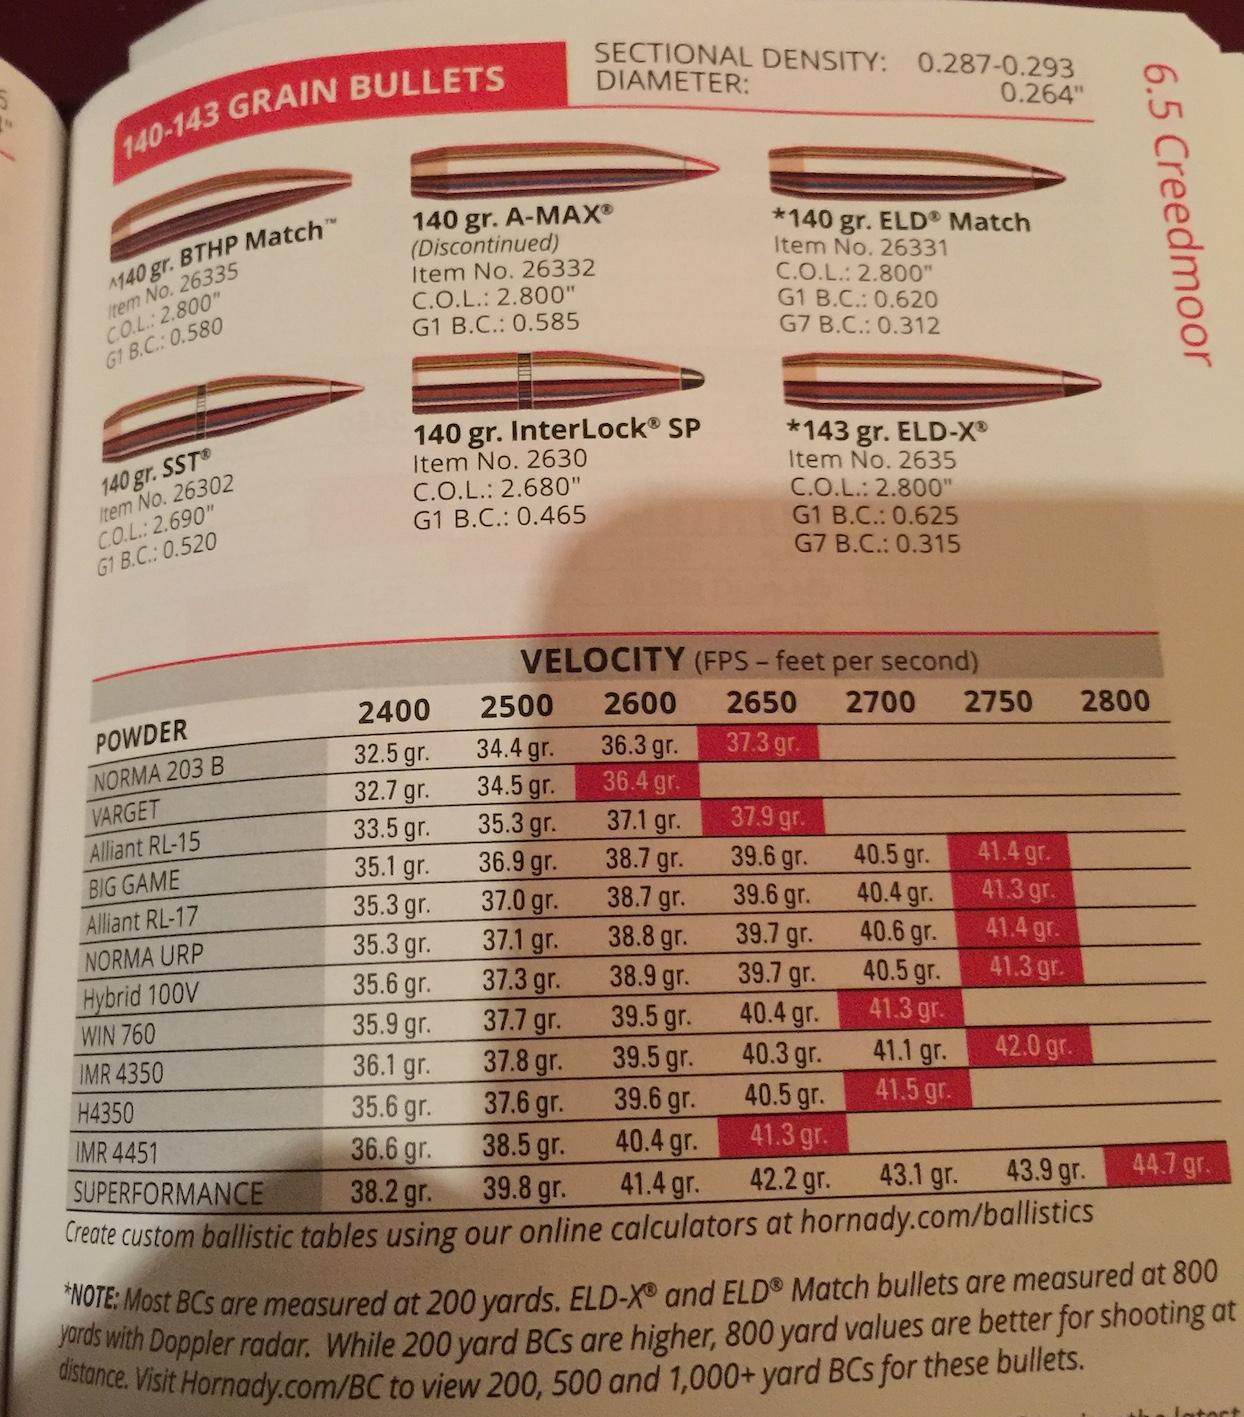 140-143 GRAIN BULLETS
SECTIONAL DENSITY: 0.287-0.293
DIAMETER: 0.264"
6.5 Creedmoor
^140 gr. BTHP Match™
Item No. 26335
C.O.L.: 2.800"
G1 B.C.: 0.580
140 gr. A-MAX®
(Discontinued)
Item No. 26332
C.O.L.: 2.800"
G1 B.C.: 0.585
*140 gr. ELD® Match
Item No. 26331
C.O.L.: 2.800"
G1 B.C.: 0.620
G7 B.C.: 0.312
140 gr. SST®
Item No. 26302
C.O.L.: 2.690"
G1 B.C.: 0.520
140 gr. InterLock® SP
Item No. 2630
C.O.L.: 2.680"
G1 B.C.: 0.465
*143 gr. ELD-X®
Item No. 2635
C.O.L.: 2.800"
G1 B.C.: 0.625
G7 B.C.: 0.315
VELOCITY (FPS – feet per second)
POWDER 2400 2500 2600 2650 2700 2750 2800
NORMA 203 B 32.5 gr. 34.4 gr. 36.3 gr. 37.3 gr.
VARGET 32.7 gr. 34.5 gr. 36.4 gr.
Alliant RL-15 33.5 gr. 35.3 gr. 37.1 gr. 37.9 gr.
BIG GAME 35.1 gr. 36.9 gr. 38.7 gr. 39.6 gr. 40.5 gr. 41.4 gr.
Alliant RL-17 35.3 gr. 37.0 gr. 38.7 gr. 39.6 gr. 40.4 gr. 41.3 gr.
NORMA URP 35.3 gr. 37.1 gr. 38.8 gr. 39.7 gr. 40.6 gr. 41.4 gr.
Hybrid 100V 35.6 gr. 37.3 gr. 38.9 gr. 39.7 gr. 40.5 gr. 41.3 gr.
WIN 760 35.9 gr. 37.7 gr. 39.5 gr. 40.4 gr. 41.3 gr.
IMR 4350 36.1 gr. 37.8 gr. 39.5 gr. 40.3 gr. 41.1 gr. 42.0 gr.
H4350 35.6 gr. 37.6 gr. 39.6 gr. 40.5 gr. 41.5 gr.
IMR 4451 36.6 gr. 38.5 gr. 40.4 gr. 41.3 gr.
SUPERFORMANCE 38.2 gr. 39.8 gr. 41.4 gr. 42.2 gr. 43.1 gr. 43.9 gr. 44.7 gr.
Create custom ballistic tables using our online calculators at hornady.com/ballistics
*NOTE: Most BCs are measured at 200 yards. ELD-X® and ELD® Match bullets are measured at 800
yards with Doppler radar. While 200 yard BCs are higher, 800 yard values are better for shooting at
distance. Visit Hornady.com/BC to view 200, 500 and 1,000+ yard BCs for these bullets.
the latest